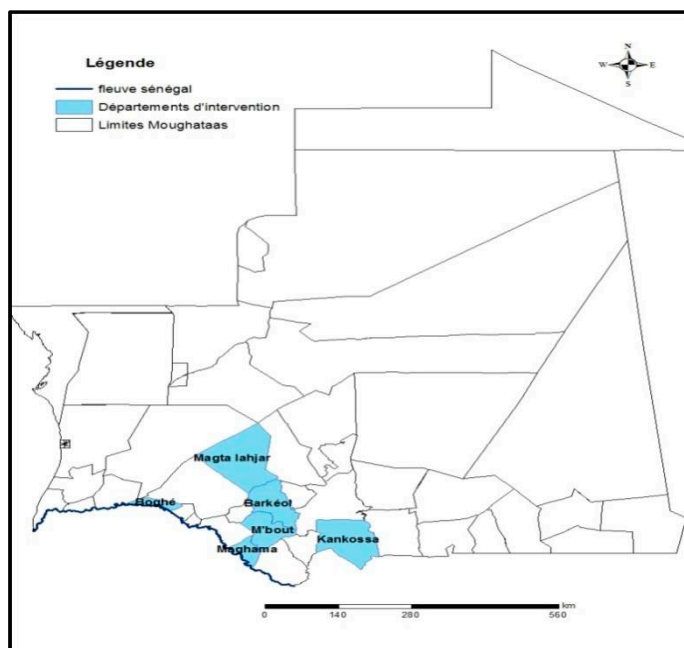 Légende
fleuve sénégal
Départements d'intervention
Limites Moughataas
N
W E
S
Magta lahjar
Boghé
Barkéol
M'bout
Kankossa
Maghama
km
0 140 280 560